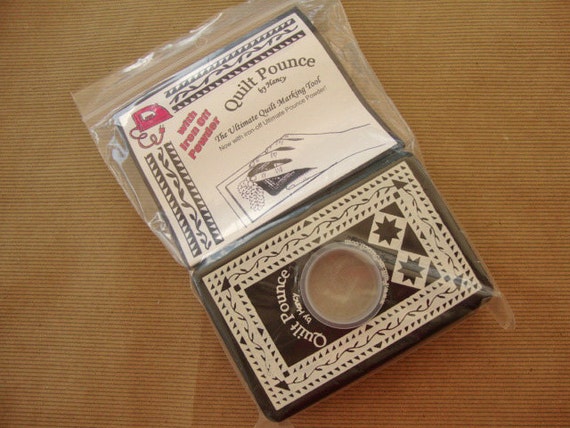 with
Iron Off
Powder
Quilt Pounce
by Nancy
The Ultimate Quilt Marking Tool
Now with iron off Ultimate Pounce Powder!
Quilt Pounce
by Nancy